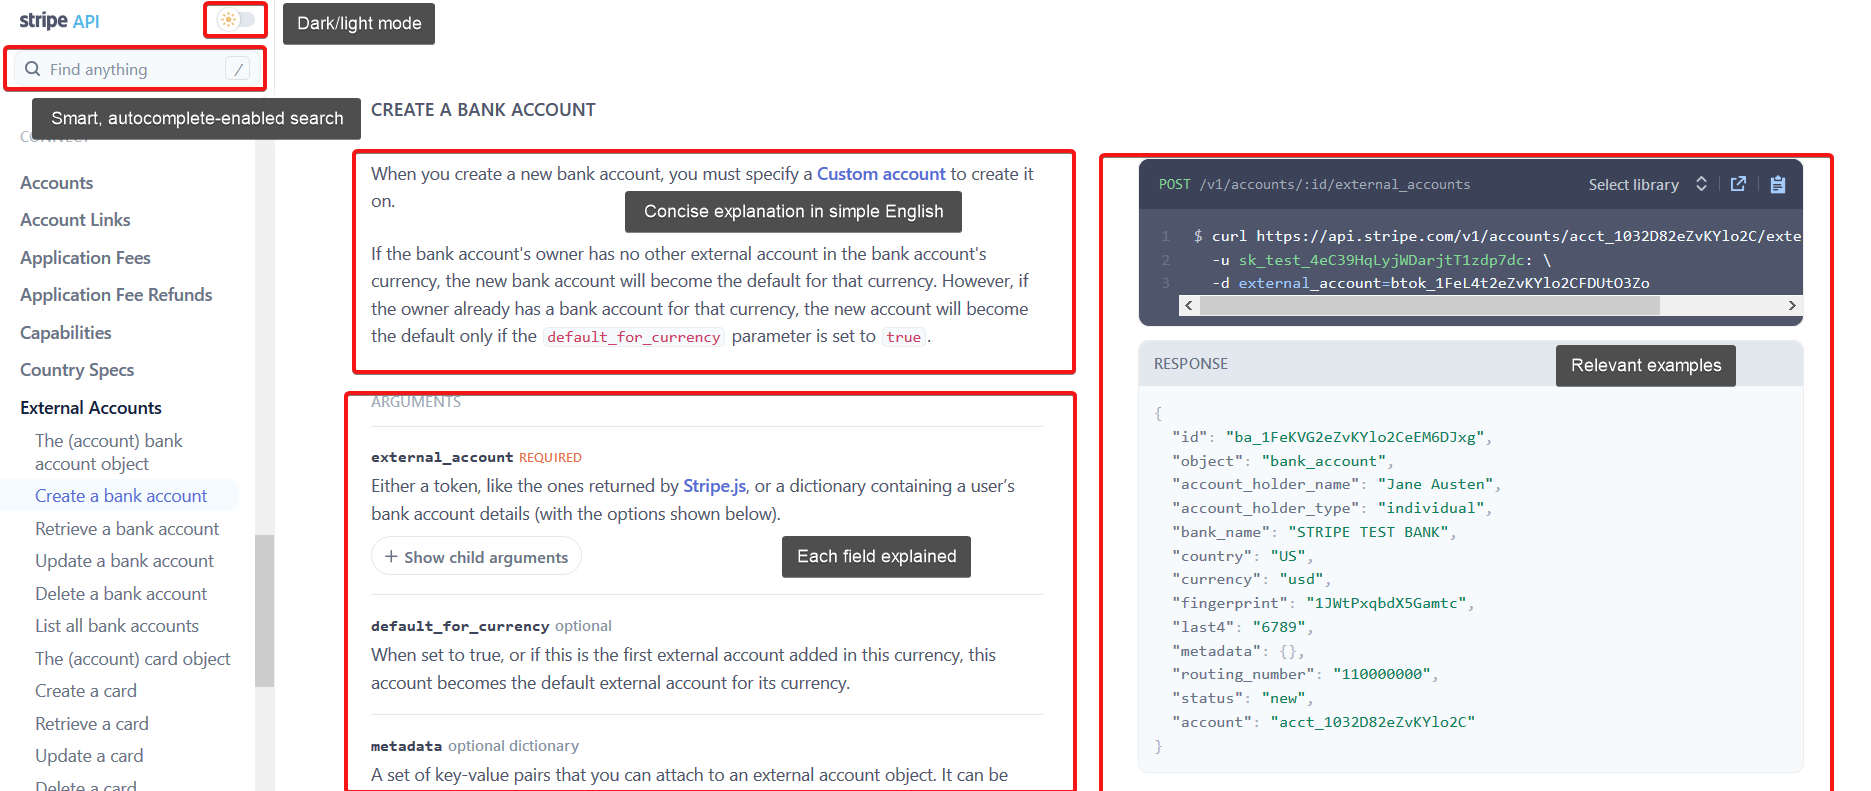 stripe API
Dark/light mode
Find anything /
Smart, autocomplete-enabled search
CONNECT
Accounts
Account Links
Application Fees
Application Fee Refunds
Capabilities
Country Specs
External Accounts
The (account) bank
account object
Create a bank account
Retrieve a bank account
Update a bank account
Delete a bank account
List all bank accounts
The (account) card object
Create a card
Retrieve a card
Update a card
Delete a card
CREATE A BANK ACCOUNT
When you create a new bank account, you must specify a Custom account to create it
on.
Concise explanation in simple English
If the bank account's owner has no other external account in the bank account's
currency, the new bank account will become the default for that currency. However, if
the owner already has a bank account for that currency, the new account will become
the default only if the default_for_currency parameter is set to true.
ARGUMENTS
external_account REQUIRED
Either a token, like the ones returned by Stripe.js, or a dictionary containing a user’s
bank account details (with the options shown below).
+ Show child arguments
Each field explained
default_for_currency optional
When set to true, or if this is the first external account added in this currency, this
account becomes the default external account for its currency.
metadata optional dictionary
A set of key-value pairs that you can attach to an external account object. It can be
POST /v1/accounts/:id/external_accounts Select library
1 $ curl https://api.stripe.com/v1/accounts/acct_1032D82eZvKYlo2C/exte
2 -u sk_test_4eC39HqLyjWDarjtT1zdp7dc: \
3 -d external_account=btok_1FeL4t2eZvKYlo2CFDUtO3Zo
RESPONSE
Relevant examples
{
"id": "ba_1FeKVG2eZvKYlo2CeEM6DJxg",
"object": "bank_account",
"account_holder_name": "Jane Austen",
"account_holder_type": "individual",
"bank_name": "STRIPE TEST BANK",
"country": "US",
"currency": "usd",
"fingerprint": "1JWtPxqbdX5Gamtc",
"last4": "6789",
"metadata": {},
"routing_number": "110000000",
"status": "new",
"account": "acct_1032D82eZvKYlo2C"
}